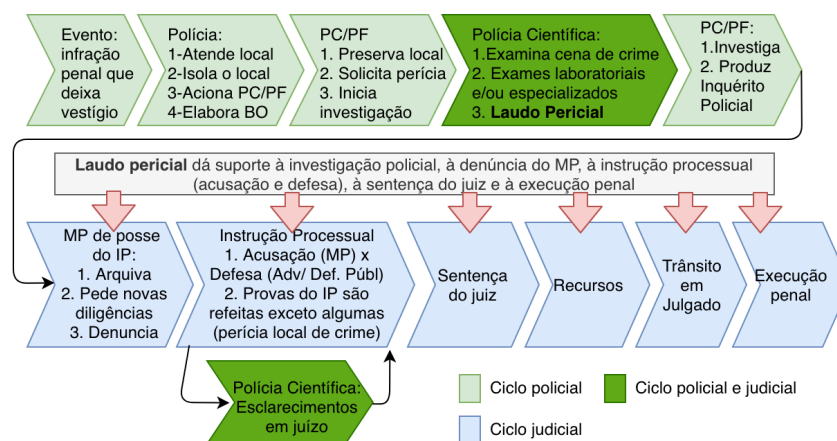 Evento:
infração
penal que
deixa
vestígio
Polícia:
1-Atende local
2-Isola o local
3-Aciona PC/PF
4-Elabora BO
PC/PF
1. Preserva local
2. Solicita perícia
3. Inicia
investigação
Polícia Científica:
1.Examina cena de crime
2. Exames laboratoriais
e/ou especializados
3. Laudo Pericial
PC/PF:
1.Investiga
2. Produz
Inquérito
Policial
Laudo pericial dá suporte à investigação policial, à denúncia do MP, à instrução processual
(acusação e defesa), à sentença do juiz e à execução penal
MP de posse
do IP:
1. Arquiva
2. Pede novas
diligências
3. Denuncia
Instrução Processual
1. Acusação (MP) x
Defesa (Adv/ Def. Públ)
2. Provas do IP são
refeitas exceto algumas
(perícia local de crime)
Sentença
do juiz
Recursos
Trânsito
em
Julgado
Execução
penal
Polícia Científica:
Esclarecimentos
em juízo
Ciclo policial
Ciclo policial e judicial
Ciclo judicial